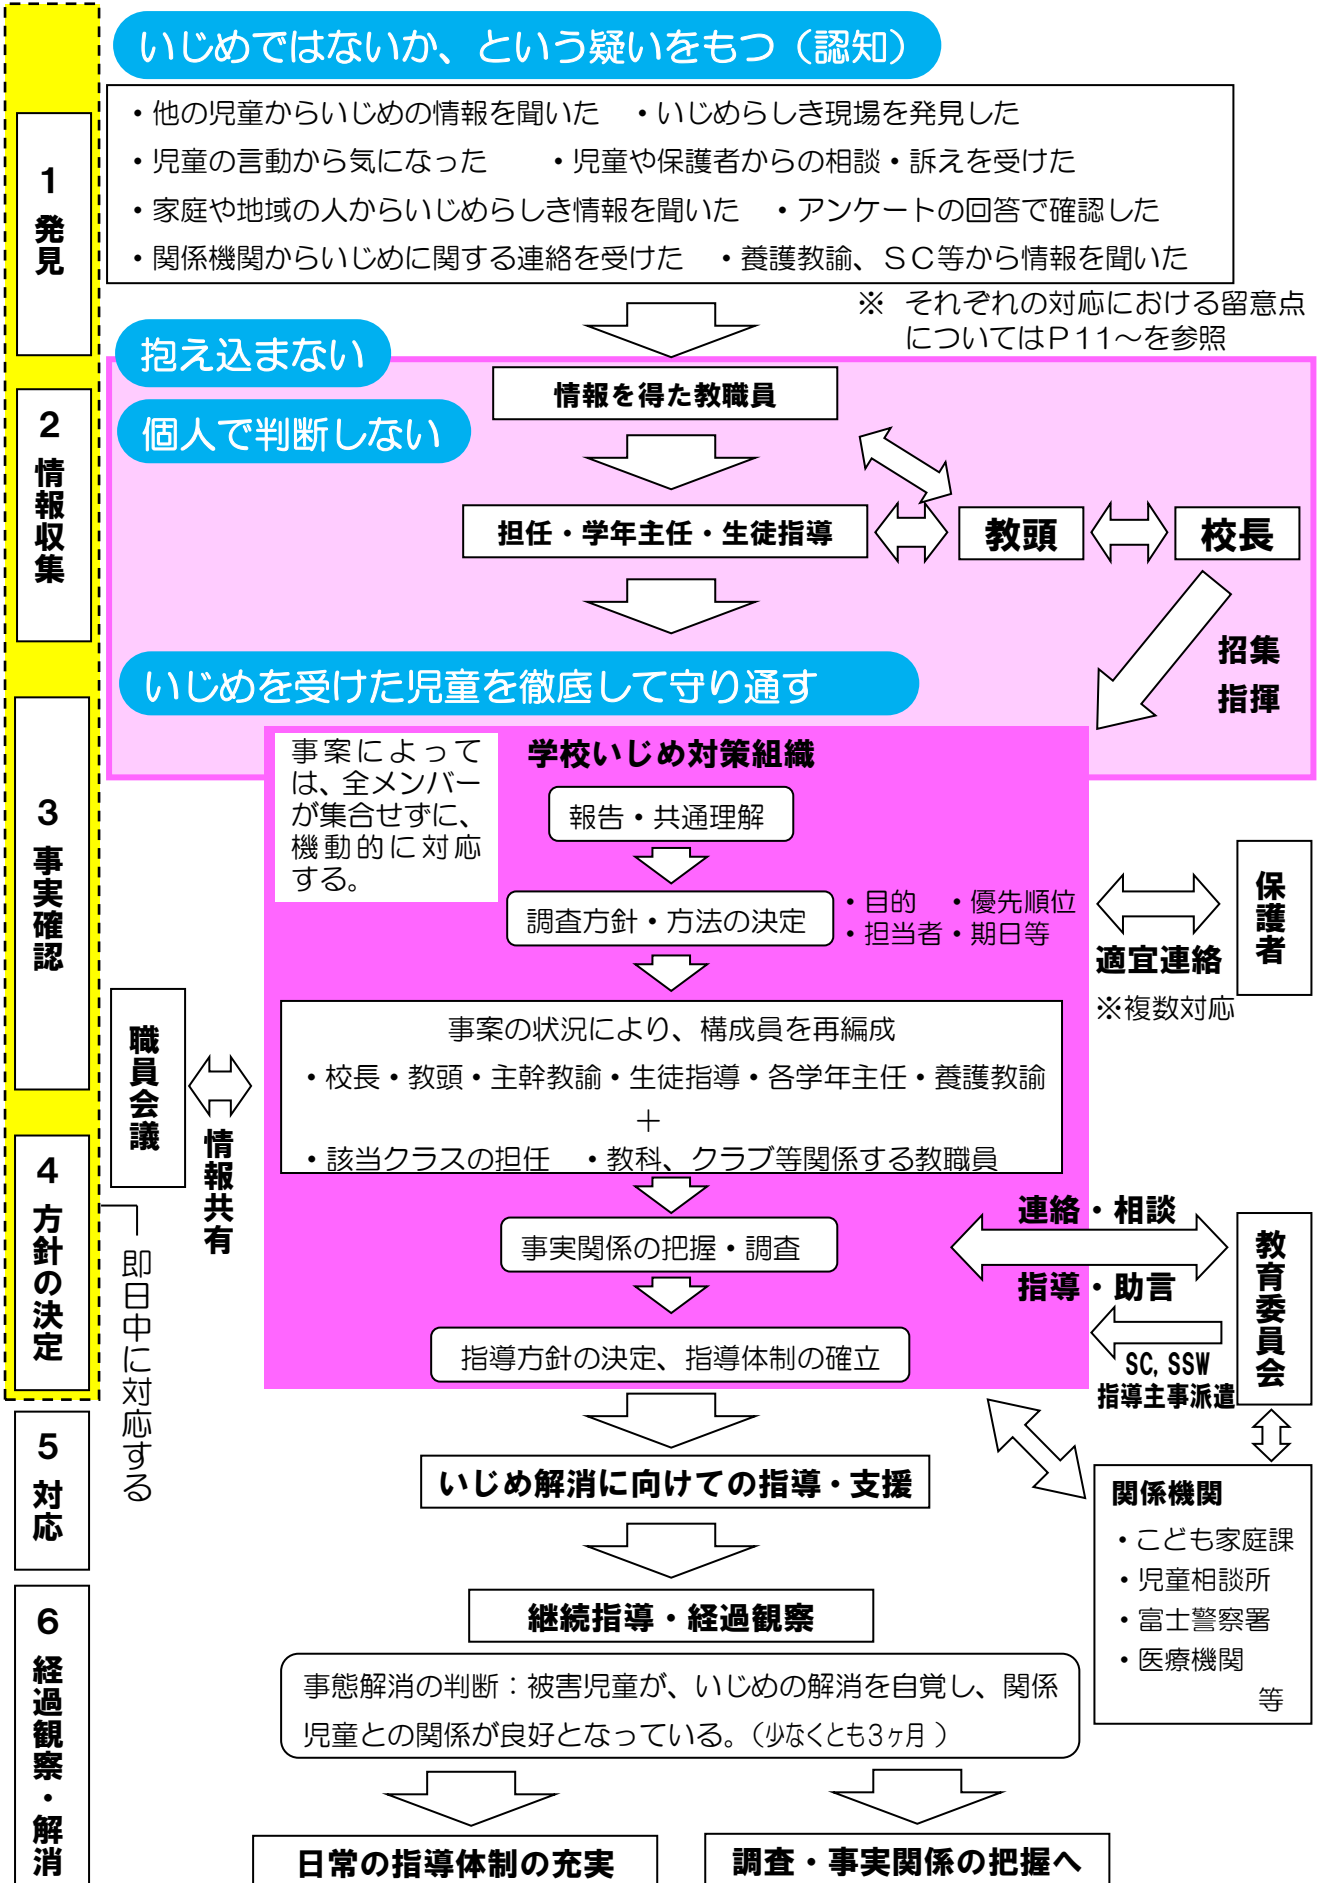 いじめではないか、という疑いをもつ（認知）
・他の児童からいじめの情報を聞いた　・いじめらしき現場を発見した
・児童の言動から気になった　　・児童や保護者からの相談・訴えを受けた
・家庭や地域の人からいじめらしき情報を聞いた　・アンケートの回答で確認した
・関係機関からいじめに関する連絡を受けた　・養護教諭、ＳＣ等から情報を聞いた
1 発見
※ それぞれの対応における留意点
についてはＰ11～を参照
抱え込まない
情報を得た教職員
個人で判断しない
2 情報収集
担任・学年主任・生徒指導
教頭
校長
招集
指揮
いじめを受けた児童を徹底して守り通す
3 事実確認
事案によって
は、全メンバー
が集合せずに、
機動的に対応
する。
学校いじめ対策組織
報告・共通理解
調査方針・方法の決定
・目的　・優先順位
・担当者・期日等
保護者
適宜連絡
※複数対応
職員会議
情報共有
事案の状況により、構成員を再編成
・校長・教頭・主幹教諭・生徒指導・各学年主任・養護教諭
＋
・該当クラスの担任　・教科、クラブ等関係する教職員
4 方針の決定
即日中に対応する
事実関係の把握・調査
連絡・相談
指導・助言
教育委員会
SC, SSW
指導主事派遣
指導方針の決定、指導体制の確立
5 対応
いじめ解消に向けての指導・支援
関係機関
・こども家庭課
・児童相談所
・富士警察署
・医療機関
等
6 経過観察・解消
継続指導・経過観察
事態解消の判断：被害児童が、いじめの解消を自覚し、関係
児童との関係が良好となっている。（少なくとも3ヶ月）
日常の指導体制の充実
調査・事実関係の把握へ